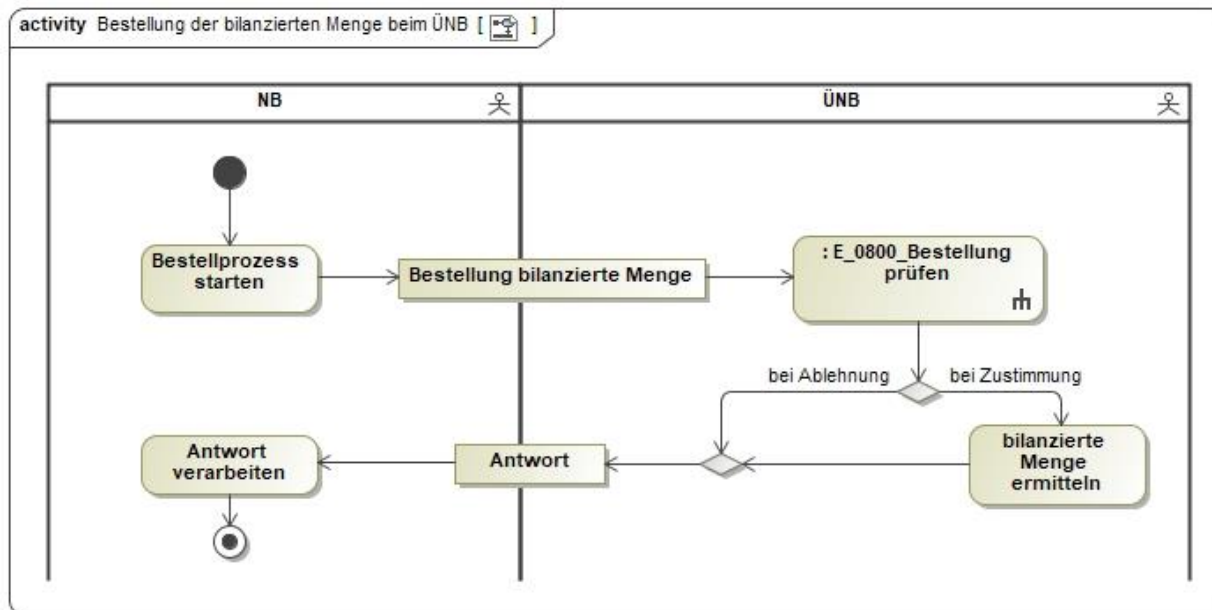 activity Bestellung der bilanzierten Menge beim ÜNB [ ]
NB
ÜNB
Bestellprozess
starten
Bestellung bilanzierte Menge
: E_0800_Bestellung
prüfen
bei Ablehnung
bei Zustimmung
Antwort
verarbeiten
Antwort
bilanzierte
Menge
ermitteln